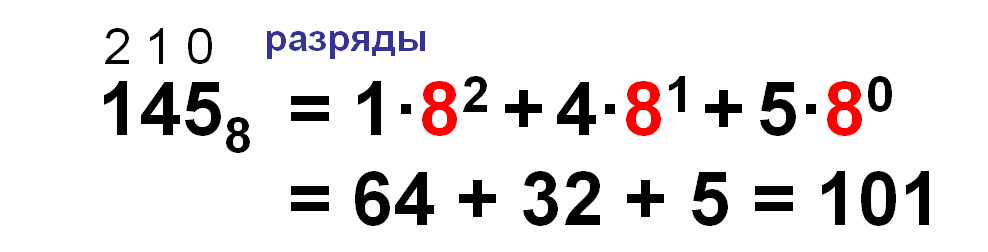 2 1 0 разряды
145₈ = 1·8² + 4·8¹ + 5·8⁰
= 64 + 32 + 5 = 101